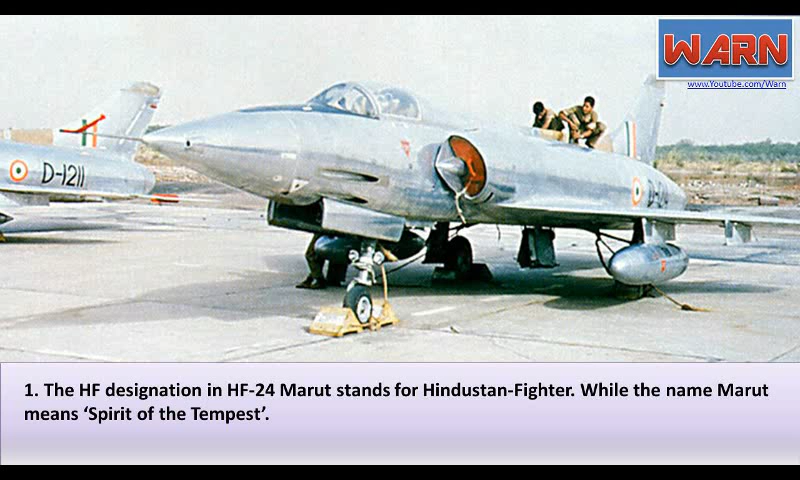 WARN
www.Youtube.com/Warn
D-1211
1. The HF designation in HF-24 Marut stands for Hindustan-Fighter. While the name Marut
means ‘Spirit of the Tempest’.